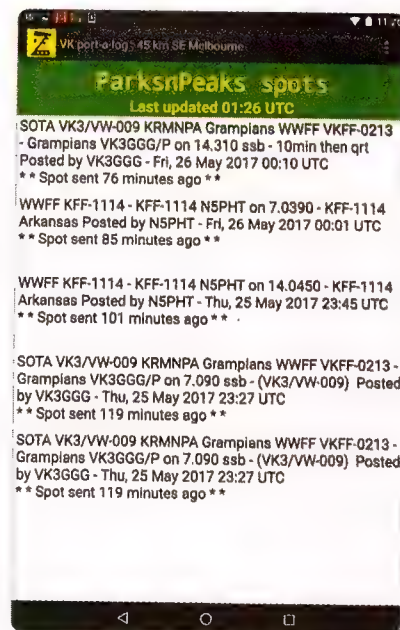 VK port-a-log : 45 km SE Melbourne
ParksnPeaks spots
Last updated 01:26 UTC
SOTA VK3/VW-009 KRMNPA Grampians WWFF VKFF-0213
- Grampians VK3GGG/P on 14.310 ssb - 10min then qrt
Posted by VK3GGG - Fri, 26 May 2017 00:10 UTC
* * Spot sent 76 minutes ago * *
WWFF KFF-1114 - KFF-1114 N5PHT on 7.0390 - KFF-1114
Arkansas Posted by N5PHT - Fri, 26 May 2017 00:01 UTC
* * Spot sent 85 minutes ago * *
WWFF KFF-1114 - KFF-1114 N5PHT on 14.0450 - KFF-1114
Arkansas Posted by N5PHT - Thu, 25 May 2017 23:45 UTC
* * Spot sent 101 minutes ago * *
SOTA VK3/VW-009 KRMNPA Grampians WWFF VKFF-0213 -
Grampians VK3GGG/P on 7.090 ssb - (VK3/VW-009) Posted
by VK3GGG - Thu, 25 May 2017 23:27 UTC
* * Spot sent 119 minutes ago * *
SOTA VK3/VW-009 KRMNPA Grampians WWFF VKFF-0213 -
Grampians VK3GGG/P on 7.090 ssb - (VK3/VW-009) Posted
by VK3GGG - Thu, 25 May 2017 23:27 UTC
* * Spot sent 119 minutes ago * *